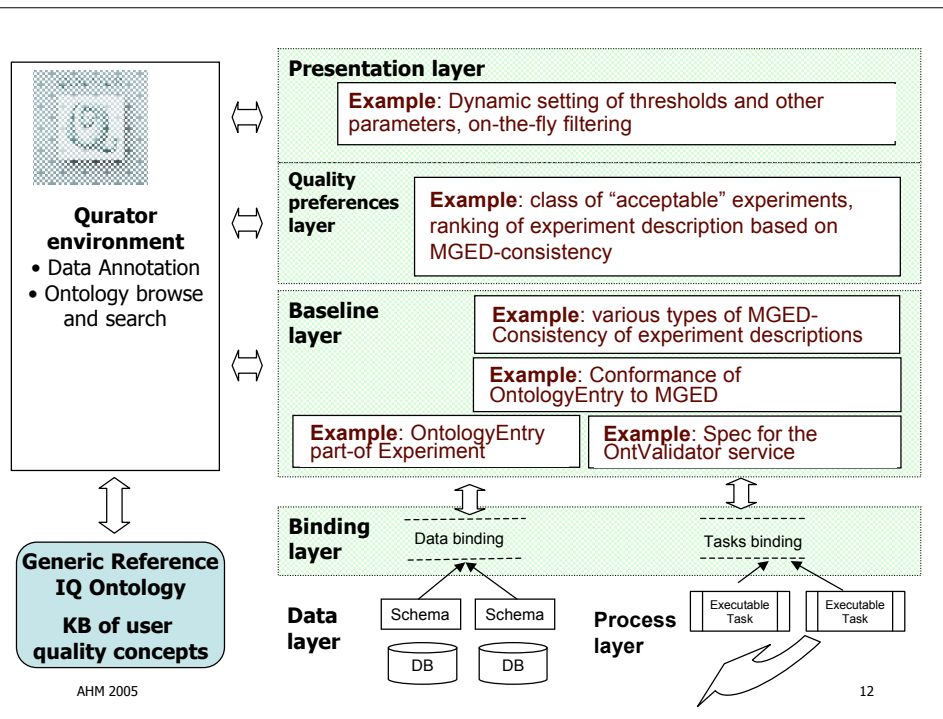 Presentation layer
Example: Dynamic setting of thresholds and other
parameters, on-the-fly filtering
Quality
preferences
layer
Example: class of “acceptable” experiments,
ranking of experiment description based on
MGED-consistency
Qurator
environment
• Data Annotation
• Ontology browse
and search
Baseline
layer
Example: various types of MGED-
Consistency of experiment descriptions
Example: Conformance of
OntologyEntry to MGED
Example: OntologyEntry
part-of Experiment
Example: Spec for the
OntValidator service
Binding
layer
Data binding
Tasks binding
Generic Reference
IQ Ontology
KB of user
quality concepts
Data
layer
Schema
Schema
DB
DB
Process
layer
Executable
Task
Executable
Task
AHM 2005
12